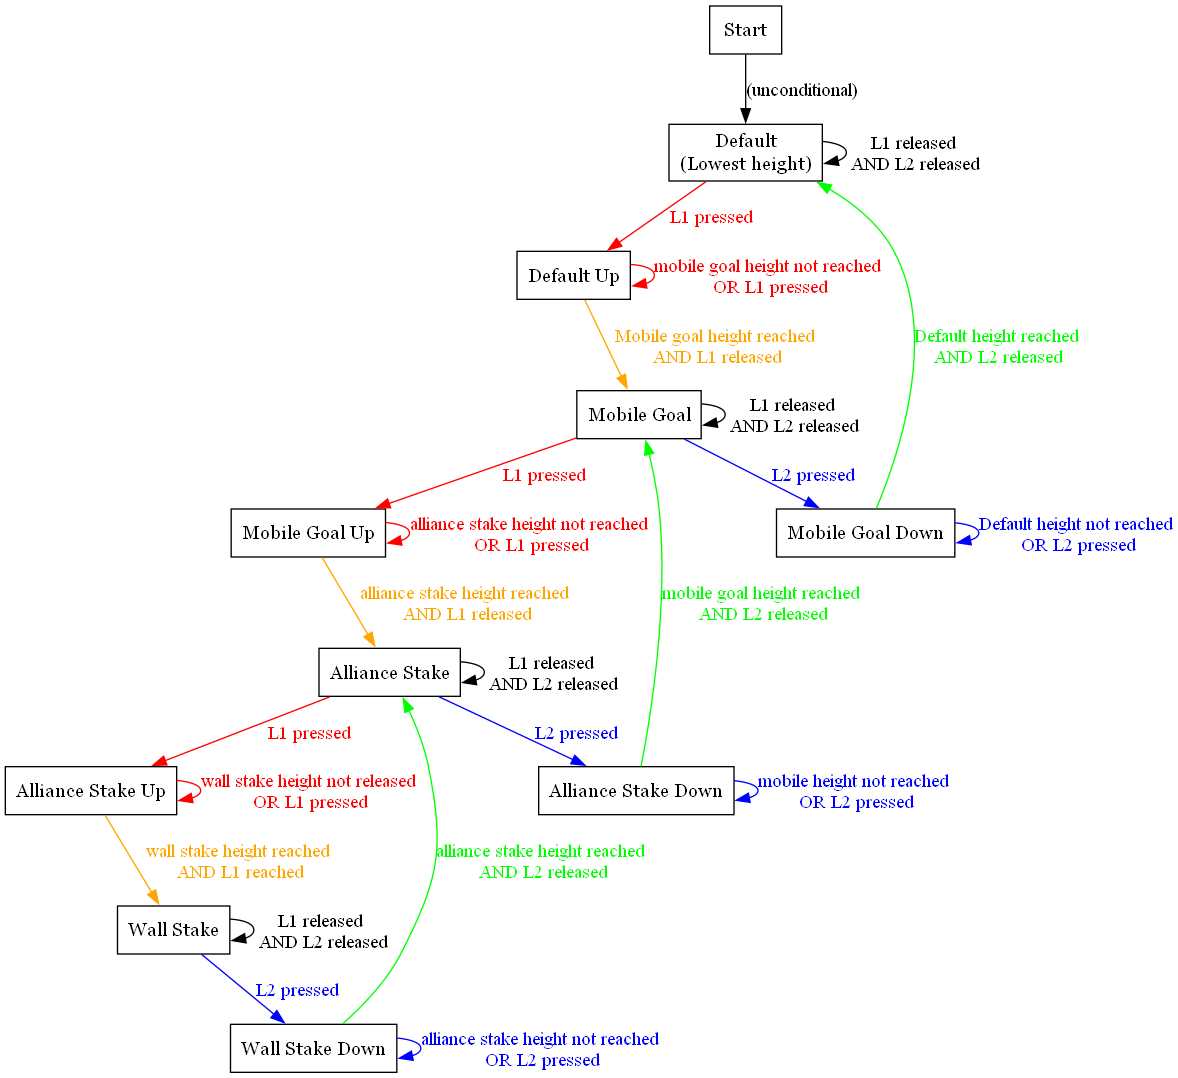 Start
(unconditional)
Default
(Lowest height)
L1 released
AND L2 released
L1 pressed
Default Up
mobile goal height not reached
OR L1 pressed
Mobile goal height reached
AND L1 released
Default height reached
AND L2 released
Mobile Goal
L1 released
AND L2 released
L1 pressed
L2 pressed
Mobile Goal Up
alliance stake height not reached
OR L1 pressed
Mobile Goal Down
Default height not reached
OR L2 pressed
alliance stake height reached
AND L1 released
mobile goal height reached
AND L2 released
Alliance Stake
L1 released
AND L2 released
L1 pressed
L2 pressed
Alliance Stake Up
wall stake height not released
OR L1 pressed
Alliance Stake Down
mobile height not reached
OR L2 pressed
wall stake height reached
AND L1 reached
alliance stake height reached
AND L2 released
Wall Stake
L1 released
AND L2 released
L2 pressed
Wall Stake Down
alliance stake height not reached
OR L2 pressed